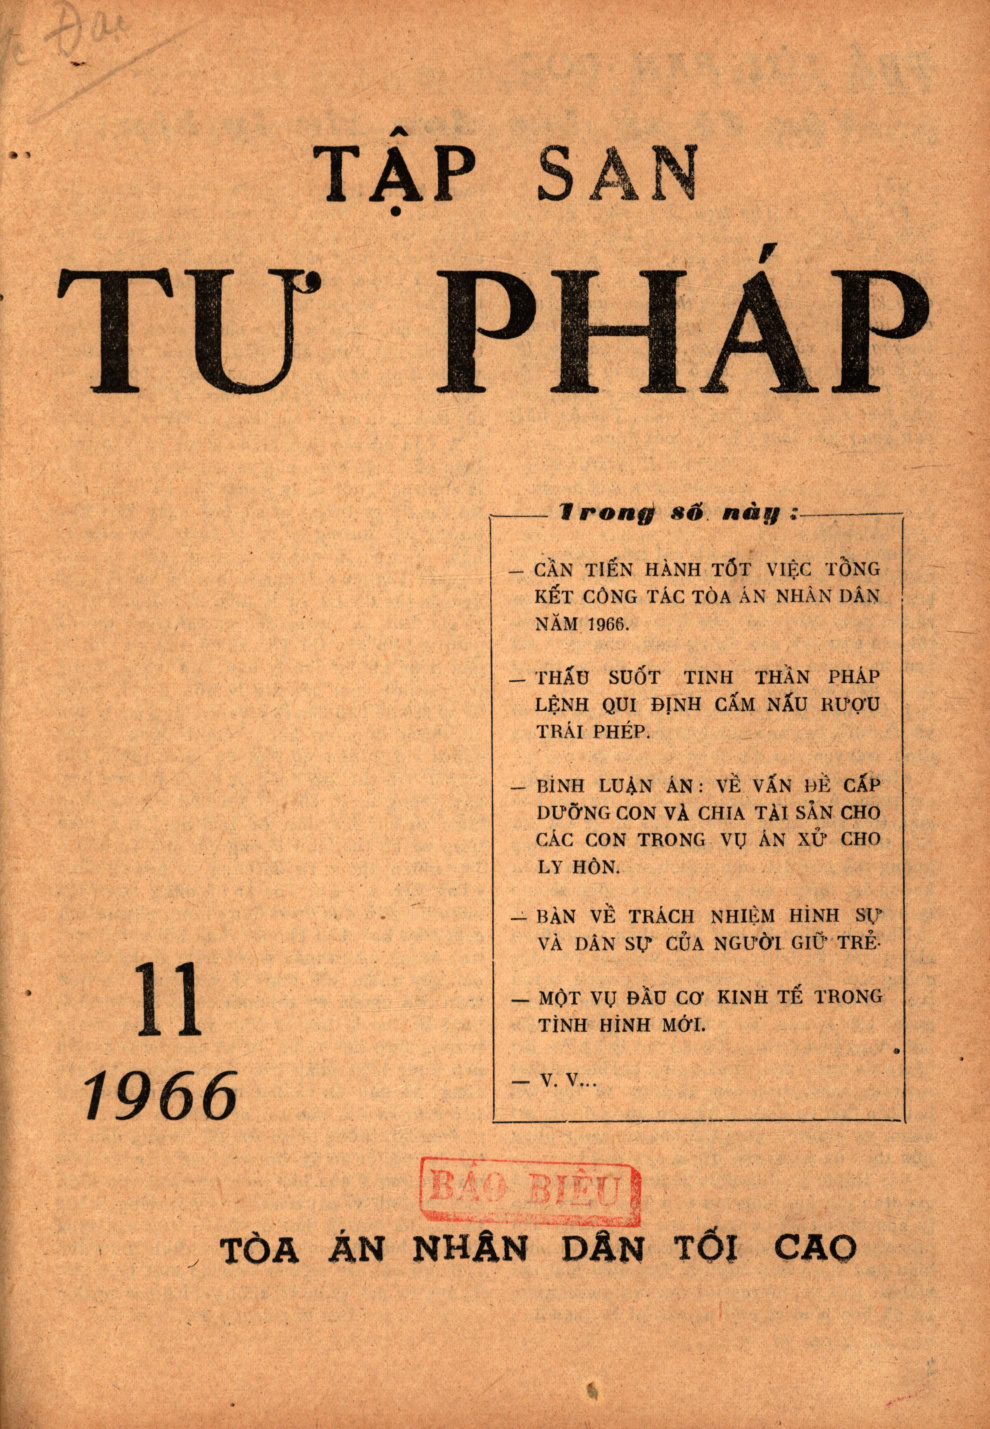 TẬP SAN
TƯ PHÁP
Trong số này :
— CẦN TIẾN HÀNH TỐT VIỆC TỔNG
KẾT CÔNG TÁC TÒA ÁN NHÂN DÂN
NĂM 1966.
— THẤU SUỐT TINH THẦN PHÁP
LỆNH QUI ĐỊNH CẤM NẤU RƯỢU
TRÁI PHÉP.
— BÌNH LUẬN ÁN : VỀ VẤN ĐỀ CẤP
DƯỠNG CON VÀ CHIA TÀI SẢN CHO
CÁC CON TRONG VỤ ÁN XỬ CHO
LY HÔN.
— BÀN VỀ TRÁCH NHIỆM HÌNH SỰ
VÀ DÂN SỰ CỦA NGƯỜI GIỮ TRẺ.
— MỘT VỤ ĐẦU CƠ KINH TẾ TRONG
TÌNH HÌNH MỚI.
— V. V...
11
1966
BÁO BIẾU
TÒA ÁN NHÂN DÂN TỐI CAO